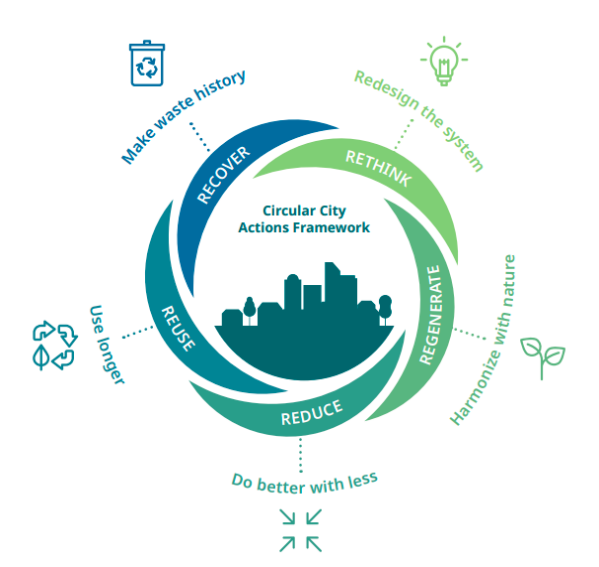 Make waste history
Redesign the system
RECOVER
RETHINK
Circular City
Actions Framework
REUSE
REGENERATE
Use longer
Harmonize with nature
REDUCE
Do better with less